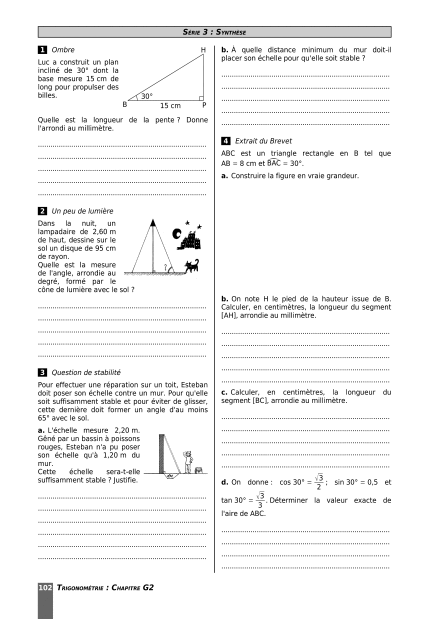 SÉRIE 3 : SYNTHÈSE
1 Ombre
Luc a construit un plan
incliné de 30° dont la
base mesure 15 cm de
long pour propulser des
billes.
H
30°
B
15 cm
P
Quelle est la longueur de la pente ? Donne
l'arrondi au millimètre.
2 Un peu de lumière
Dans la nuit, un
lampadaire de 2,60 m
de haut, dessine sur le
sol un disque de 95 cm
de rayon.
Quelle est la mesure
de l'angle, arrondie au
degré, formé par le
cône de lumière avec le sol ?
?
3 Question de stabilité
Pour effectuer une réparation sur un toit, Esteban
doit poser son échelle contre un mur. Pour qu'elle
soit suffisamment stable et pour éviter de glisser,
cette dernière doit former un angle d'au moins
65° avec le sol.
a. L'échelle mesure 2,20 m.
Gêné par un bassin à poissons
rouges, Esteban n'a pu poser
son échelle qu'à 1,20 m du
mur.
Cette échelle sera-t-elle
suffisamment stable ? Justifie.
b. À quelle distance minimum du mur doit-il
placer son échelle pour qu'elle soit stable ?
4 Extrait du Brevet
ABC est un triangle rectangle en B tel que
AB = 8 cm et BAC = 30°.
a. Construire la figure en vraie grandeur.
b. On note H le pied de la hauteur issue de B.
Calculer, en centimètres, la longueur du segment
[AH], arrondie au millimètre.
c. Calculer, en centimètres, la longueur du
segment [BC], arrondie au millimètre.
d. On donne : cos 30° = √3/2 ; sin 30° = 0,5 et
tan 30° = √3/3. Déterminer la valeur exacte de
l'aire de ABC.
102 TRIGONOMÉTRIE : CHAPITRE G2